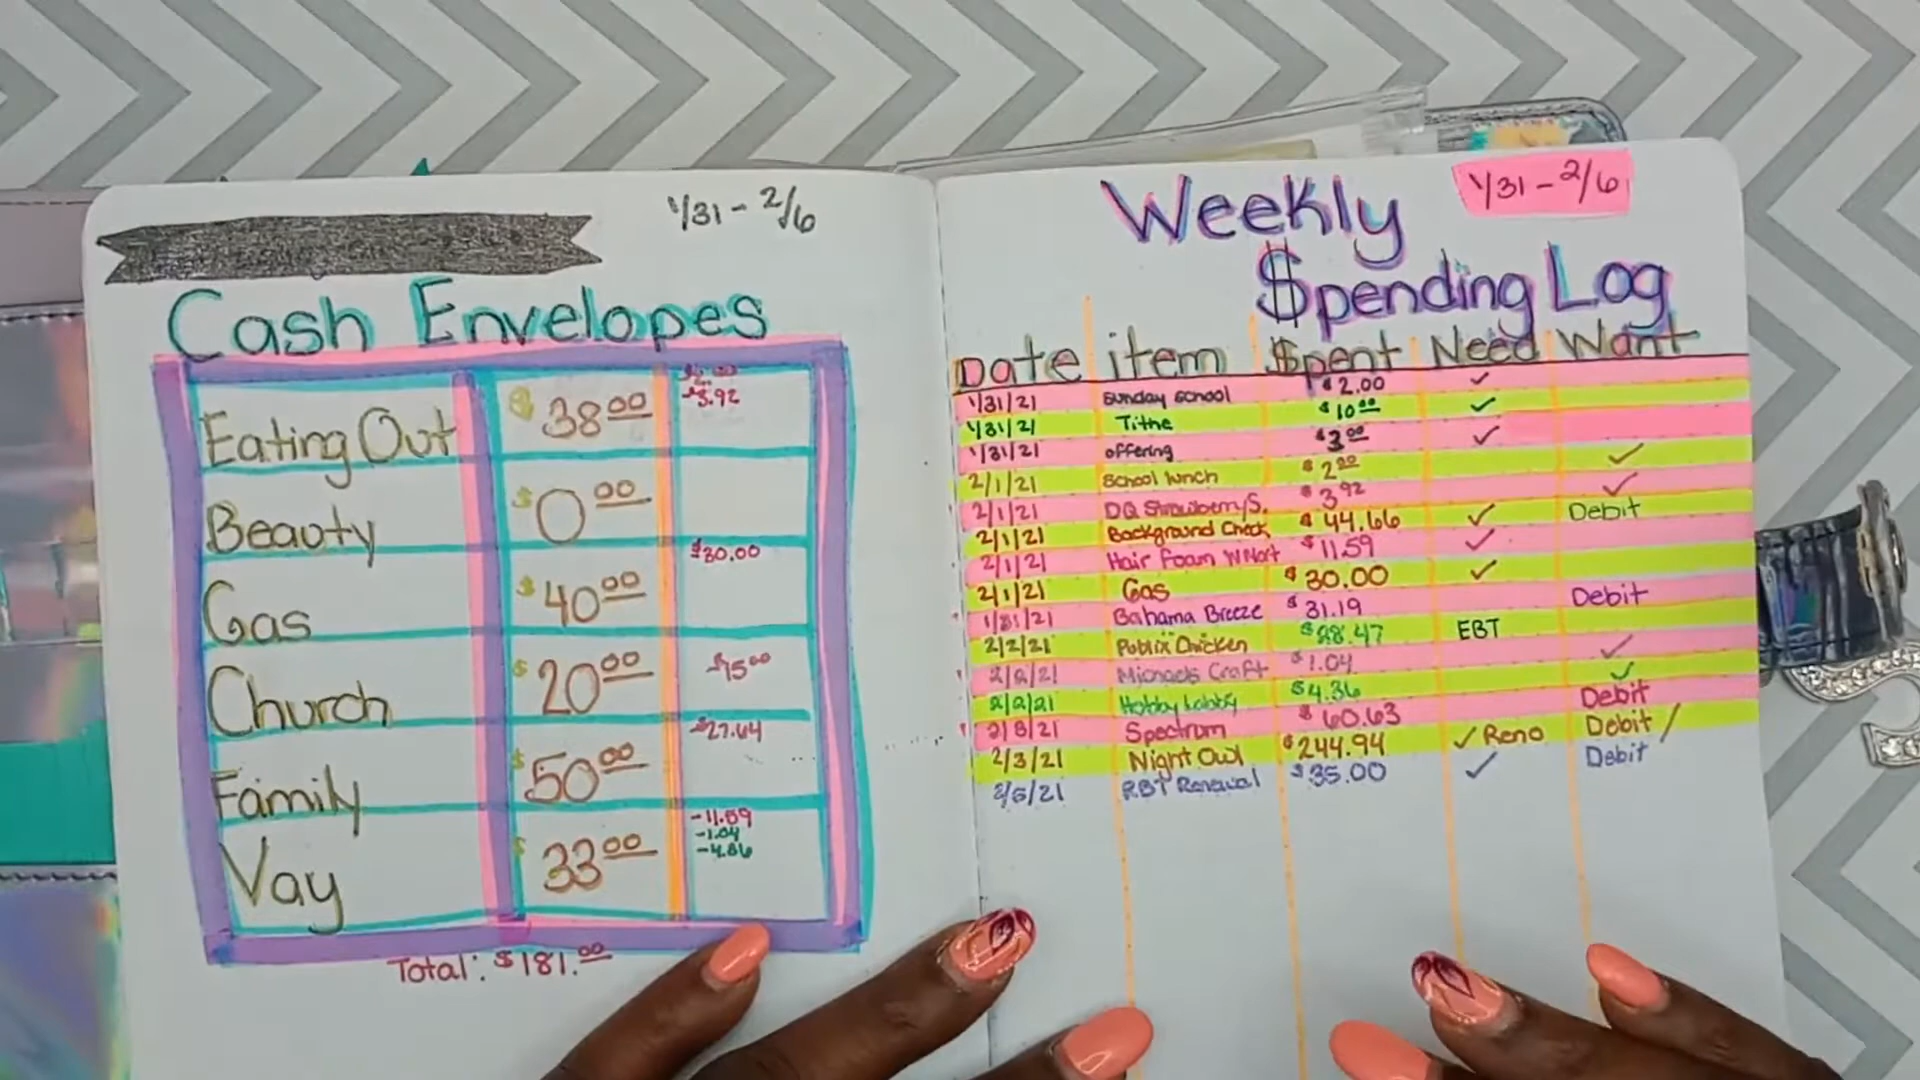 1/31 - 2/6
Cash Envelopes
Eating Out $38.00 -3.92
Beauty $0.00
Gas $40.00 $30.00
Church $20.00 $15.00
Family $50.00 $27.64
Vay $33.00 -11.59
-1.04
-4.36
Total: $181.00
Weekly 1/31 - 2/6
$pending Log
Date item $pent Need Want
1/31/21 Sunday School $2.00 ✓
1/31/21 Tithe $10.00 ✓
1/31/21 offering $3.00 ✓
2/1/21 School lunch $2.00 ✓
2/1/21 DQ $3.92 ✓
2/1/21 Background Check $44.66 ✓ Debit
2/1/21 Hair Foam $11.59 ✓
2/1/21 Gas $30.00 ✓
1/31/21 Bahama Breeze $31.19 Debit
2/2/21 Publix Chicken $28.47 EBT
2/2/21 Michaels Craft $1.04 ✓
2/2/21 Hobby Lobby $4.36 ✓
2/3/21 Spectrum $60.63 Debit
2/3/21 Night Owl $244.94 ✓ Reno Debit /
2/5/21 RBT Renewal $35.00 ✓ Debit